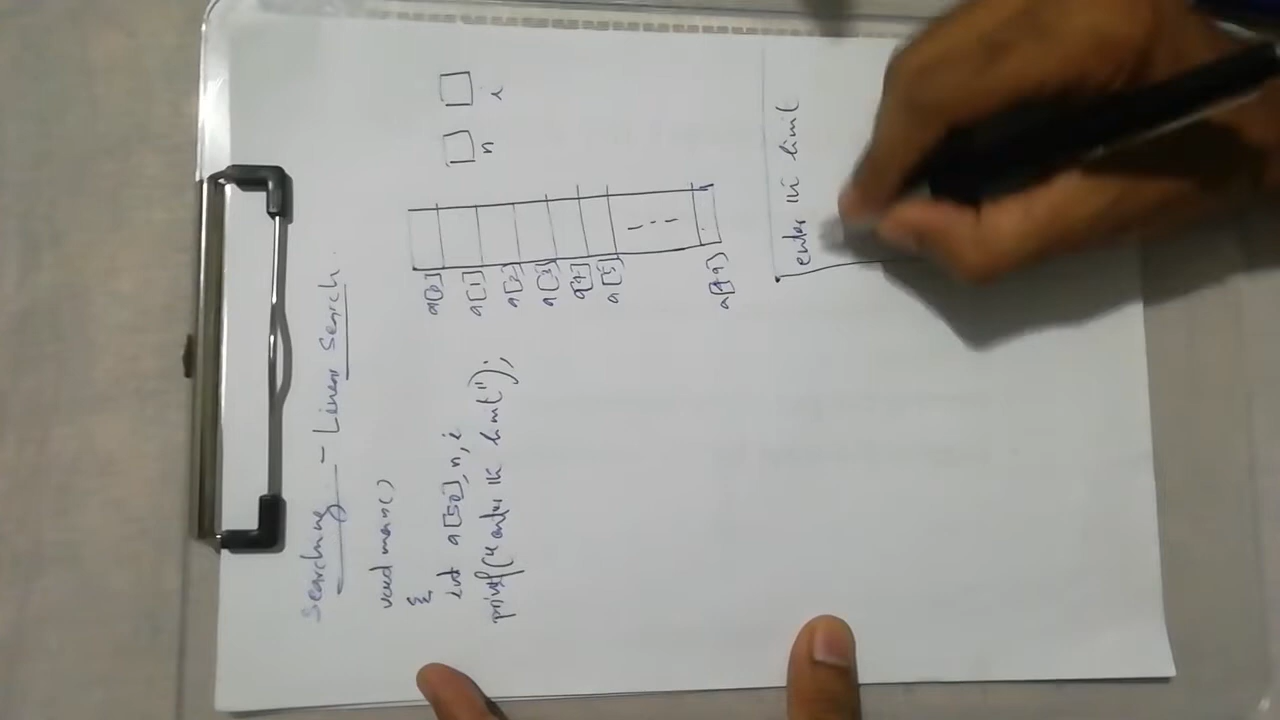 Searching - Linear Search
void main()
{
int a[50], n, i
printf("enter the limit");
a[0]
a[1]
a[2]
a[3]
a[4]
a[5]
a[49]
n
i
enter the limit